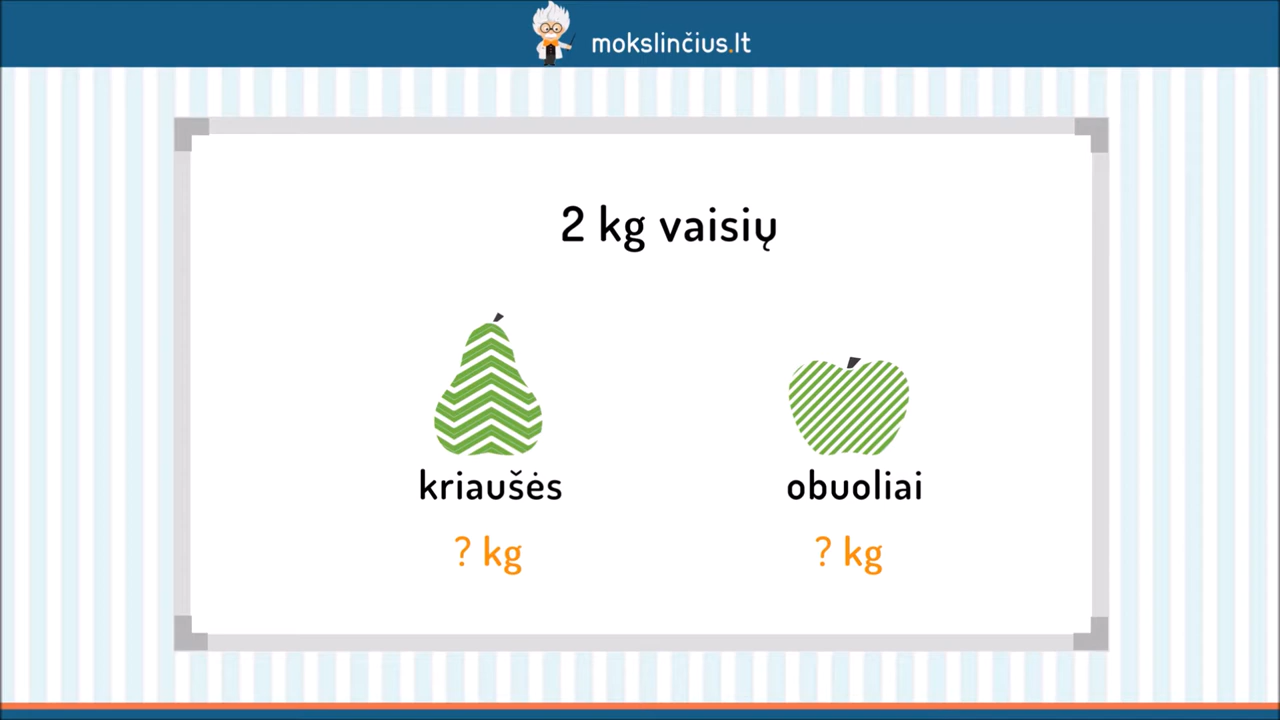 mokslinčius.lt
2 kg vaisių
kriaušės
obuoliai
? kg
? kg